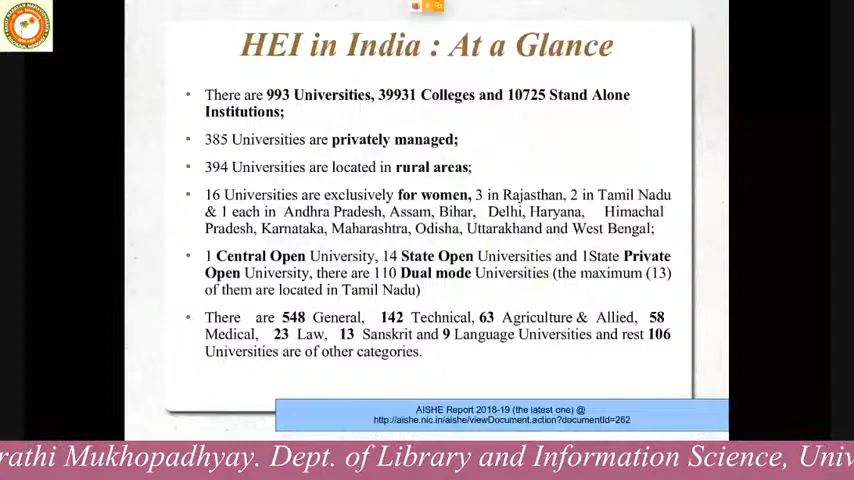 HEI in India : At a Glance
There are 993 Universities, 39931 Colleges and 10725 Stand Alone
Institutions;
385 Universities are privately managed;
394 Universities are located in rural areas;
16 Universities are exclusively for women, 3 in Rajasthan, 2 in Tamil Nadu
& 1 each in Andhra Pradesh, Assam, Bihar, Delhi, Haryana, Himachal
Pradesh, Karnataka, Maharashtra, Odisha, Uttarakhand and West Bengal;
1 Central Open University, 14 State Open Universities and 1State Private
Open University, there are 110 Dual mode Universities (the maximum (13)
of them are located in Tamil Nadu)
There are 548 General, 142 Technical, 63 Agriculture & Allied, 58
Medical, 23 Law, 13 Sanskrit and 9 Language Universities and rest 106
Universities are of other categories.
AISHE Report 2018-19 (the latest one) @
http://aishe.nic.in/aishe/viewDocument.action?documentId=262
rathi Mukhopadhyay. Dept. of Library and Information Science, Univ